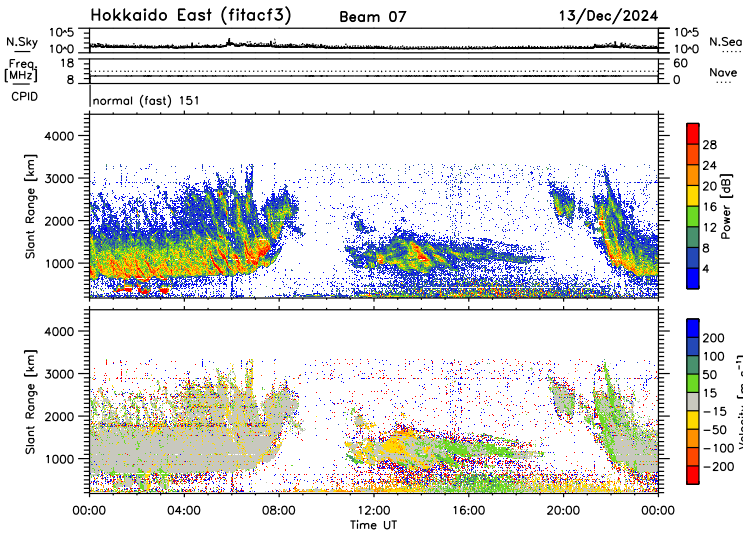 Hokkaido East (fitacf3) Beam 07 13/Dec/2024
N.Sky 10^5 10^0 10^5 10^0 N.Sea
Freq. [MHz] 18 8 60 0 Nave
CPID normal (fast) 151
Slant Range [km] 4000 3000 2000 1000
Power [dB] 28 24 20 16 12 8 4
Slant Range [km] 4000 3000 2000 1000
200 100 50 15 -15 -50 -100 -200
00:00 04:00 08:00 12:00 16:00 20:00 00:00
Time UT